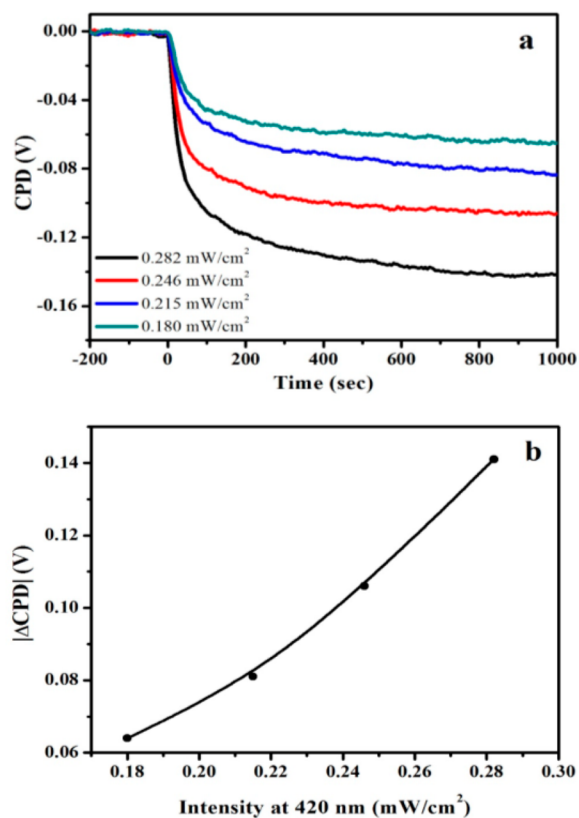 a
0.00
-0.04
-0.08
-0.12
-0.16
CPD (V)
0.282 mW/cm²
0.246 mW/cm²
0.215 mW/cm²
0.180 mW/cm²
-200 0 200 400 600 800 1000
Time (sec)
b
0.14
0.12
0.10
0.08
0.06
|ΔCPD| (V)
0.18 0.20 0.22 0.24 0.26 0.28 0.30
Intensity at 420 nm (mW/cm²)